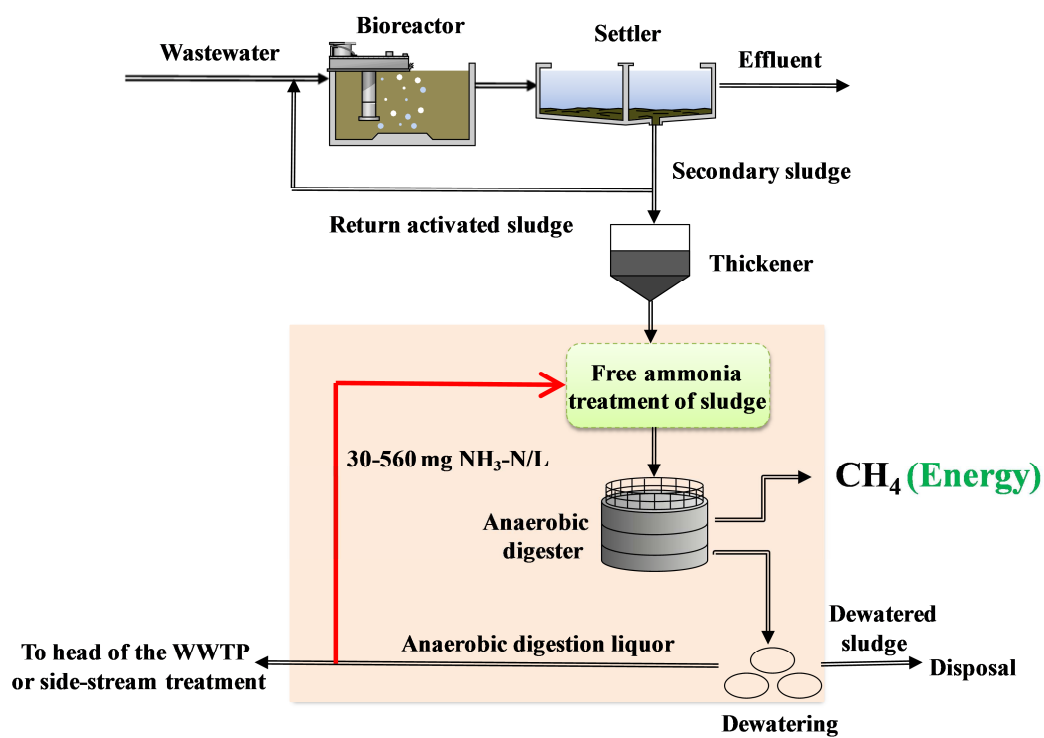 Bioreactor
Settler
Wastewater
Effluent
Secondary sludge
Return activated sludge
Thickener
Free ammonia
treatment of sludge
30-560 mg NH₃-N/L
CH₄ (Energy)
Anaerobic
digester
Dewatered
sludge
Anaerobic digestion liquor
To head of the WWTP
or side-stream treatment
Disposal
Dewatering